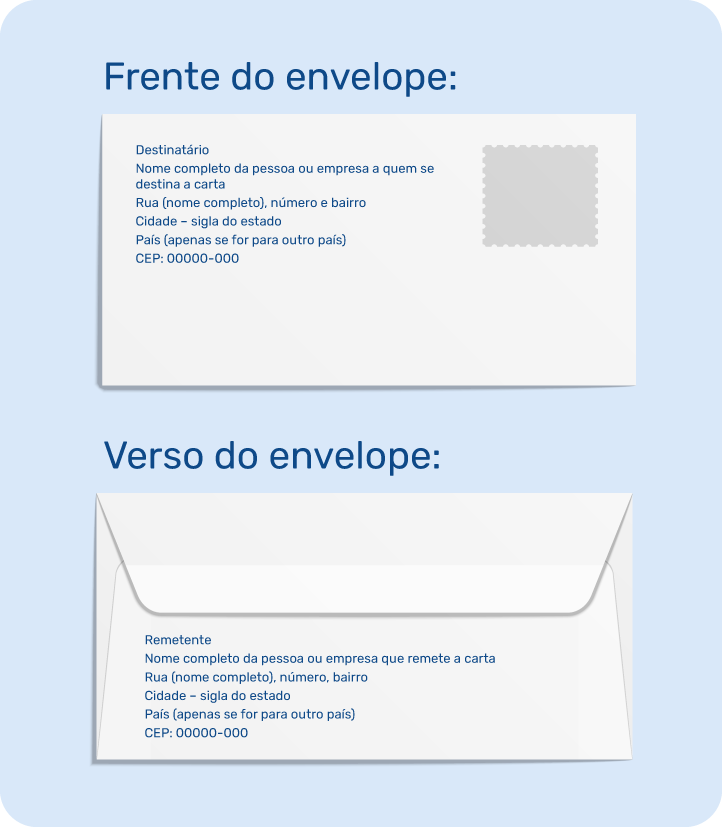 Frente do envelope:
Destinatário
Nome completo da pessoa ou empresa a quem se
destina a carta
Rua (nome completo), número e bairro
Cidade – sigla do estado
País (apenas se for para outro país)
CEP: 00000-000
Verso do envelope:
Remetente
Nome completo da pessoa ou empresa que remete a carta
Rua (nome completo), número, bairro
Cidade – sigla do estado
País (apenas se for para outro país)
CEP: 00000-000